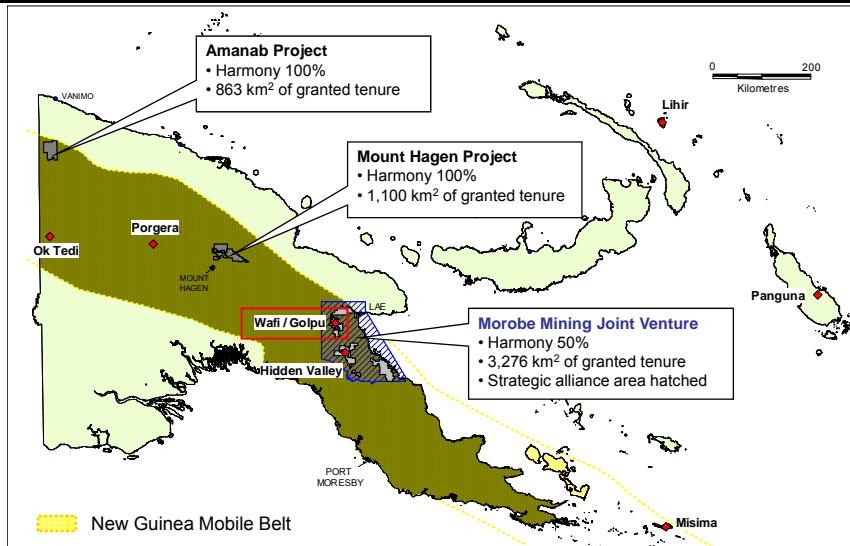 Amanab Project
• Harmony 100%
• 863 km² of granted tenure
VANIMO
0 200
Kilometres
Lihir
Mount Hagen Project
• Harmony 100%
• 1,100 km² of granted tenure
Porgera
Ok Tedi
MOUNT
HAGEN
Panguna
LAE
Wafi / Golpu
Morobe Mining Joint Venture
• Harmony 50%
• 3,276 km² of granted tenure
• Strategic alliance area hatched
Hidden Valley
PORT
MORESBY
New Guinea Mobile Belt
Misima